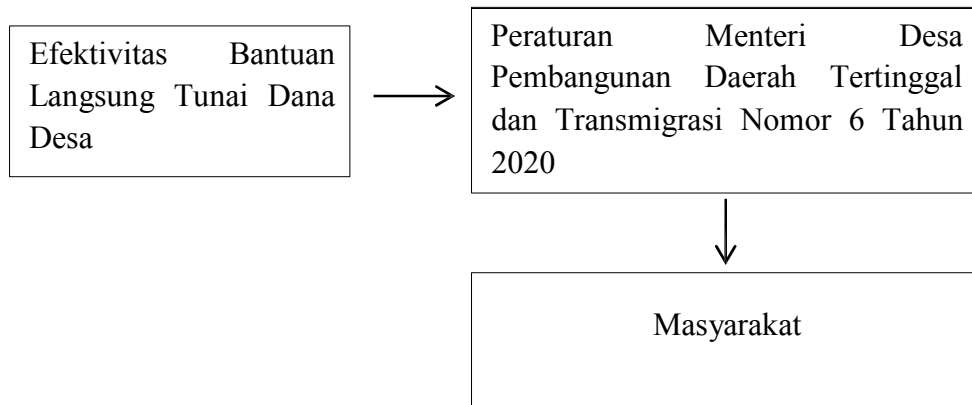 Efektivitas Bantuan
Langsung Tunai Dana
Desa
Peraturan Menteri Desa
Pembangunan Daerah Tertinggal
dan Transmigrasi Nomor 6 Tahun
2020
Masyarakat